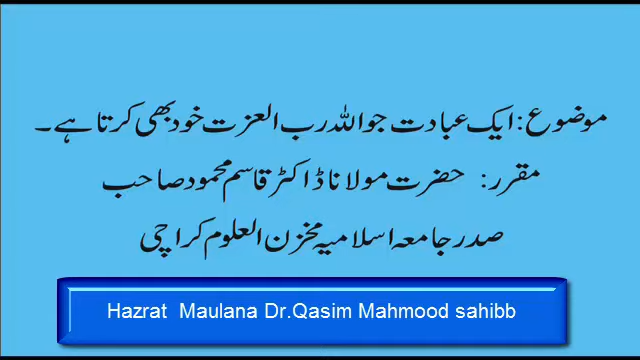 موضوع: ایک عبادت جو اللہ رب العزت خود بھی کرتا ہے۔
مقرر: حضرت مولانا ڈاکٹر قاسم محمود صاحب
صدر جامعہ اسلامیہ مخزن العلوم کراچی
Hazrat Maulana Dr.Qasim Mahmood sahibb